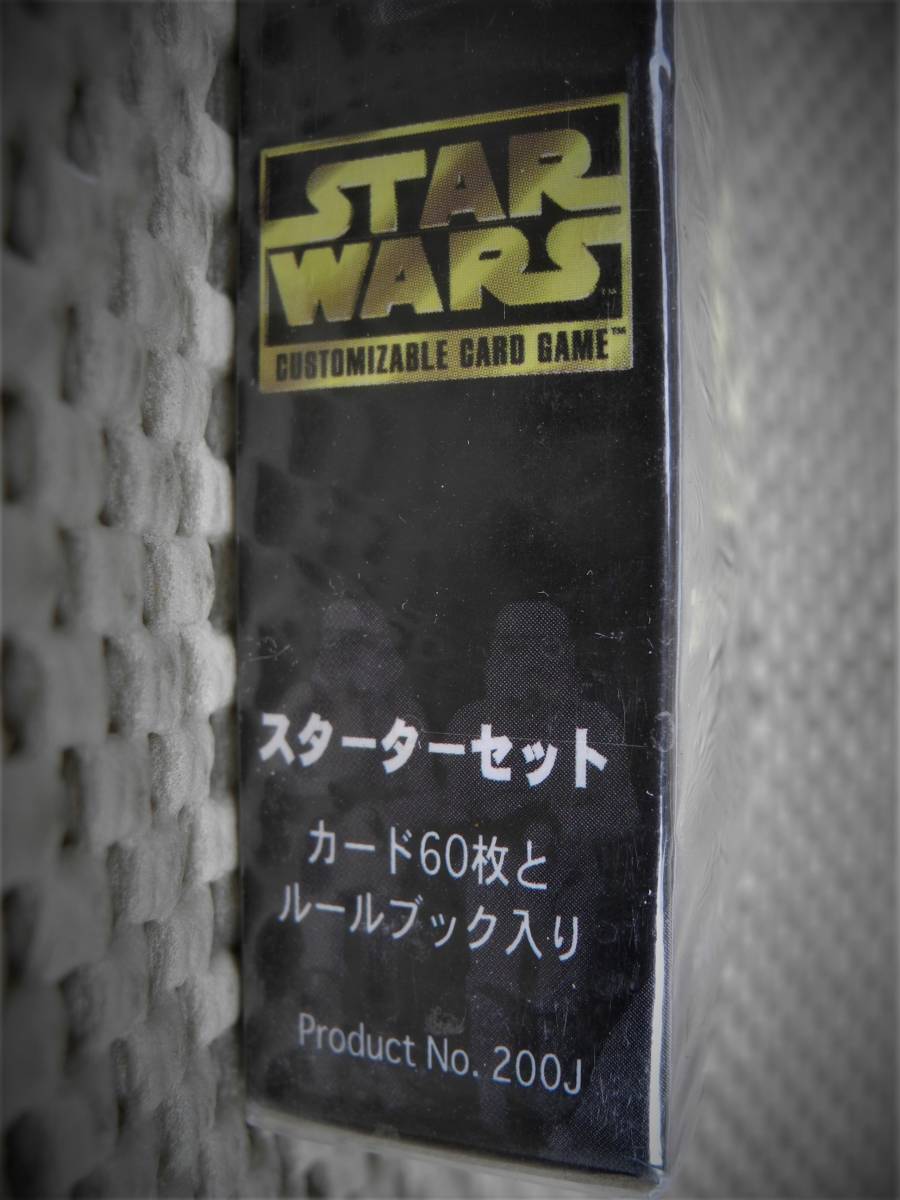 STAR
WARS
CUSTOMIZABLE CARD GAME™
スターターセット
カード60枚と
ルールブック入り
Product No. 200J